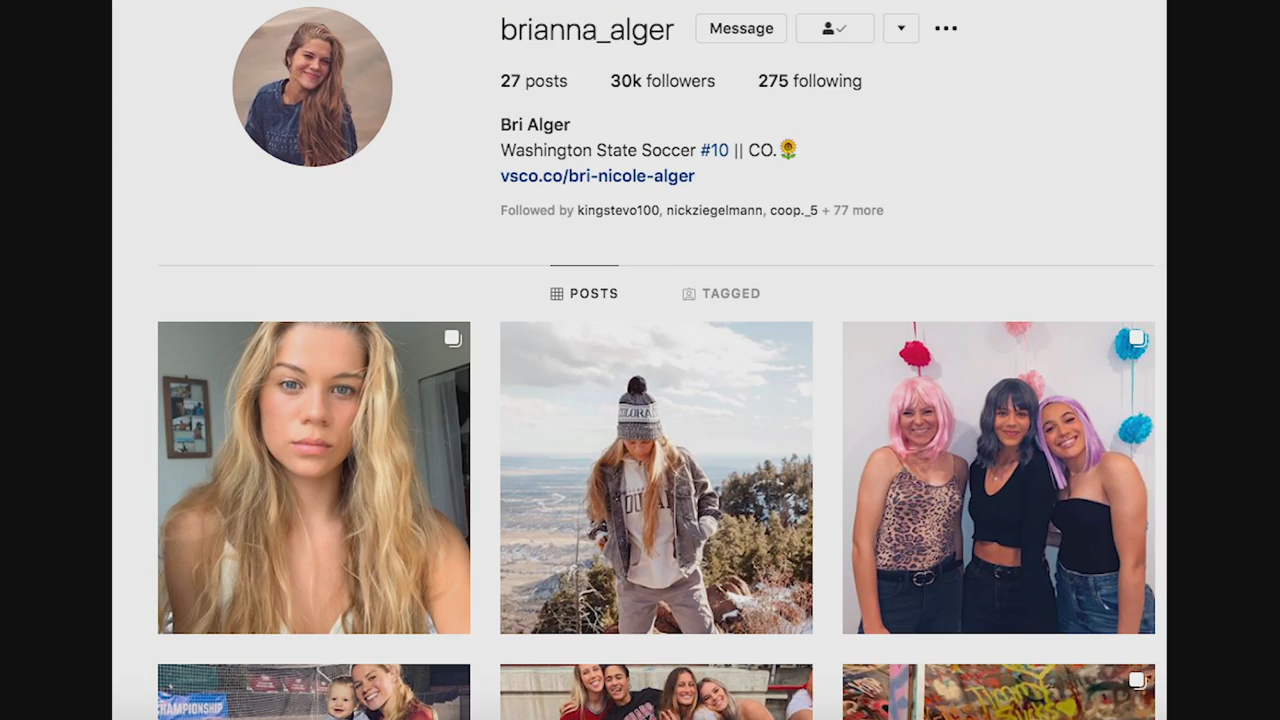 brianna_alger Message
27 posts 30k followers 275 following
Bri Alger
Washington State Soccer #10 || CO.🌻
vsco.co/bri-nicole-alger
Followed by kingstevo100, nickziegelmann, coop._5 + 77 more
POSTS TAGGED
COLORA
CHAMPIONSHIP